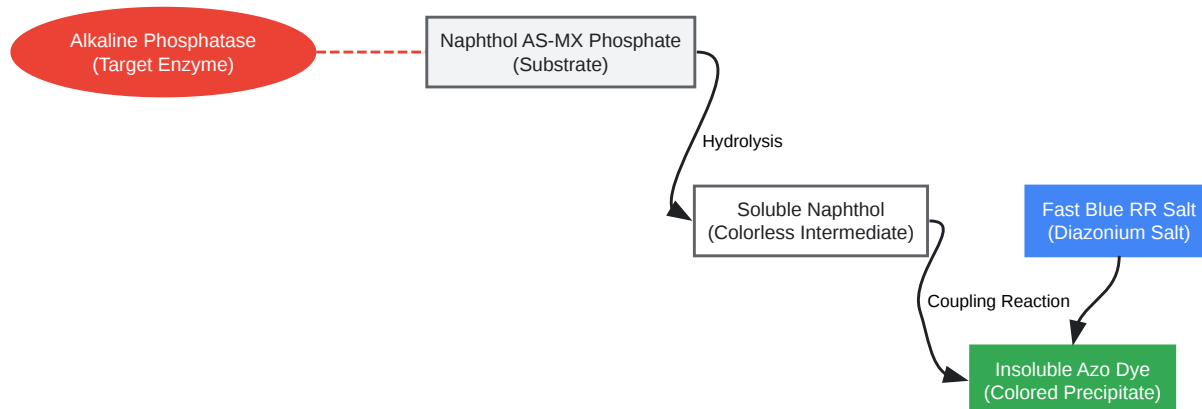 Alkaline Phosphatase
(Target Enzyme)
Naphthol AS-MX Phosphate
(Substrate)
Hydrolysis
Soluble Naphthol
(Colorless Intermediate)
Fast Blue RR Salt
(Diazonium Salt)
Coupling Reaction
Insoluble Azo Dye
(Colored Precipitate)